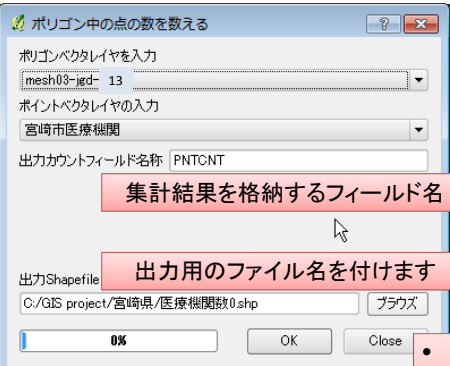 ポリゴン中の点の数を数える
ポリゴンベクタレイヤを入力
mesh03-jgd- 13
ポイントベクタレイヤの入力
宮崎市医療機関
出力カウントフィールド名称 PNTCNT
集計結果を格納するフィールド名
出力用のファイル名を付けます
出力Shapefile
C:/GIS project/宮崎県/医療機関数0.shp ブラウズ
0% OK Close